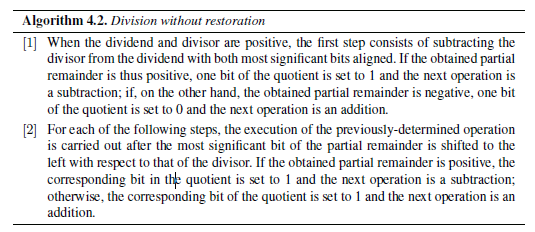 Algorithm 4.2. Division without restoration
[1] When the dividend and divisor are positive, the first step consists of subtracting the
divisor from the dividend with both most significant bits aligned. If the obtained partial
remainder is thus positive, one bit of the quotient is set to 1 and the next operation is
a subtraction; if, on the other hand, the obtained partial remainder is negative, one bit
of the quotient is set to 0 and the next operation is an addition.
[2] For each of the following steps, the execution of the previously-determined operation
is carried out after the most significant bit of the partial remainder is shifted to the
left with respect to that of the divisor. If the obtained partial remainder is positive, the
corresponding bit in the quotient is set to 1 and the next operation is a subtraction;
otherwise, the corresponding bit of the quotient is set to 1 and the next operation is an
addition.